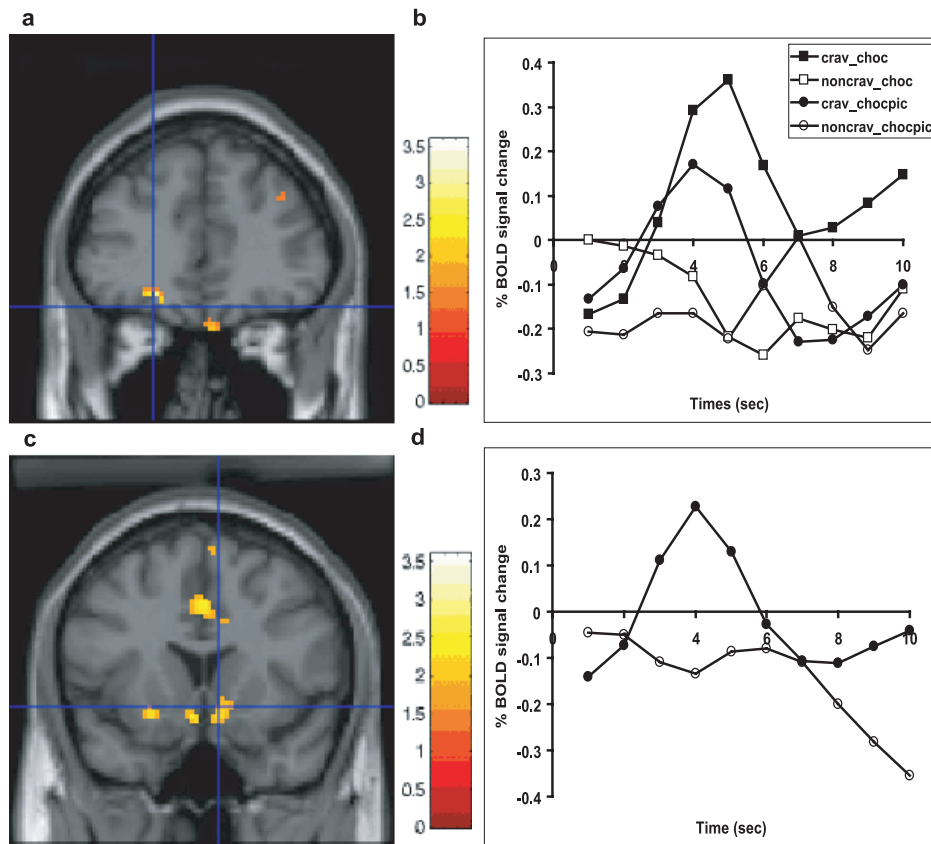 a
b
3.5
3
2.5
2
1.5
1
0.5
0
crav_choc
noncrav_choc
crav_chocpic
noncrav_chocpic
% BOLD signal change
0.4
0.3
0.2
0.1
0
-0.1
-0.2
-0.3
0 2 4 6 8 10
Times (sec)
c
d
3.5
3
2.5
2
1.5
1
0.5
0
% BOLD signal change
0.3
0.2
0.1
0
-0.1
-0.2
-0.3
-0.4
0 2 4 6 8 10
Time (sec)